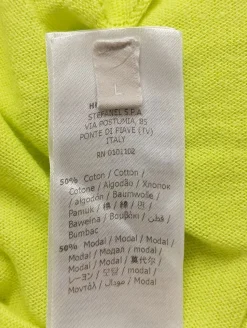 L
STEFANEL S.P.A
VIA POSTUMIA, 85
PONTE DI PIAVE (TV)
ITALY
50% Coton / Cotton /
Cotone / Algodão / Хлопок
/ algodón / Baumwolle /
Pamuk / 棉 / 棉 / 면 /
Bawełna / Βαμβάκι / قطن /
Bumbac
50% Modal / Modal / Modal /
Modal / Модал / modal /
Modal / Modal / 莫代尔 /
レーヨン / 모달 / modal /
Μοντάλ / مودال / Modal